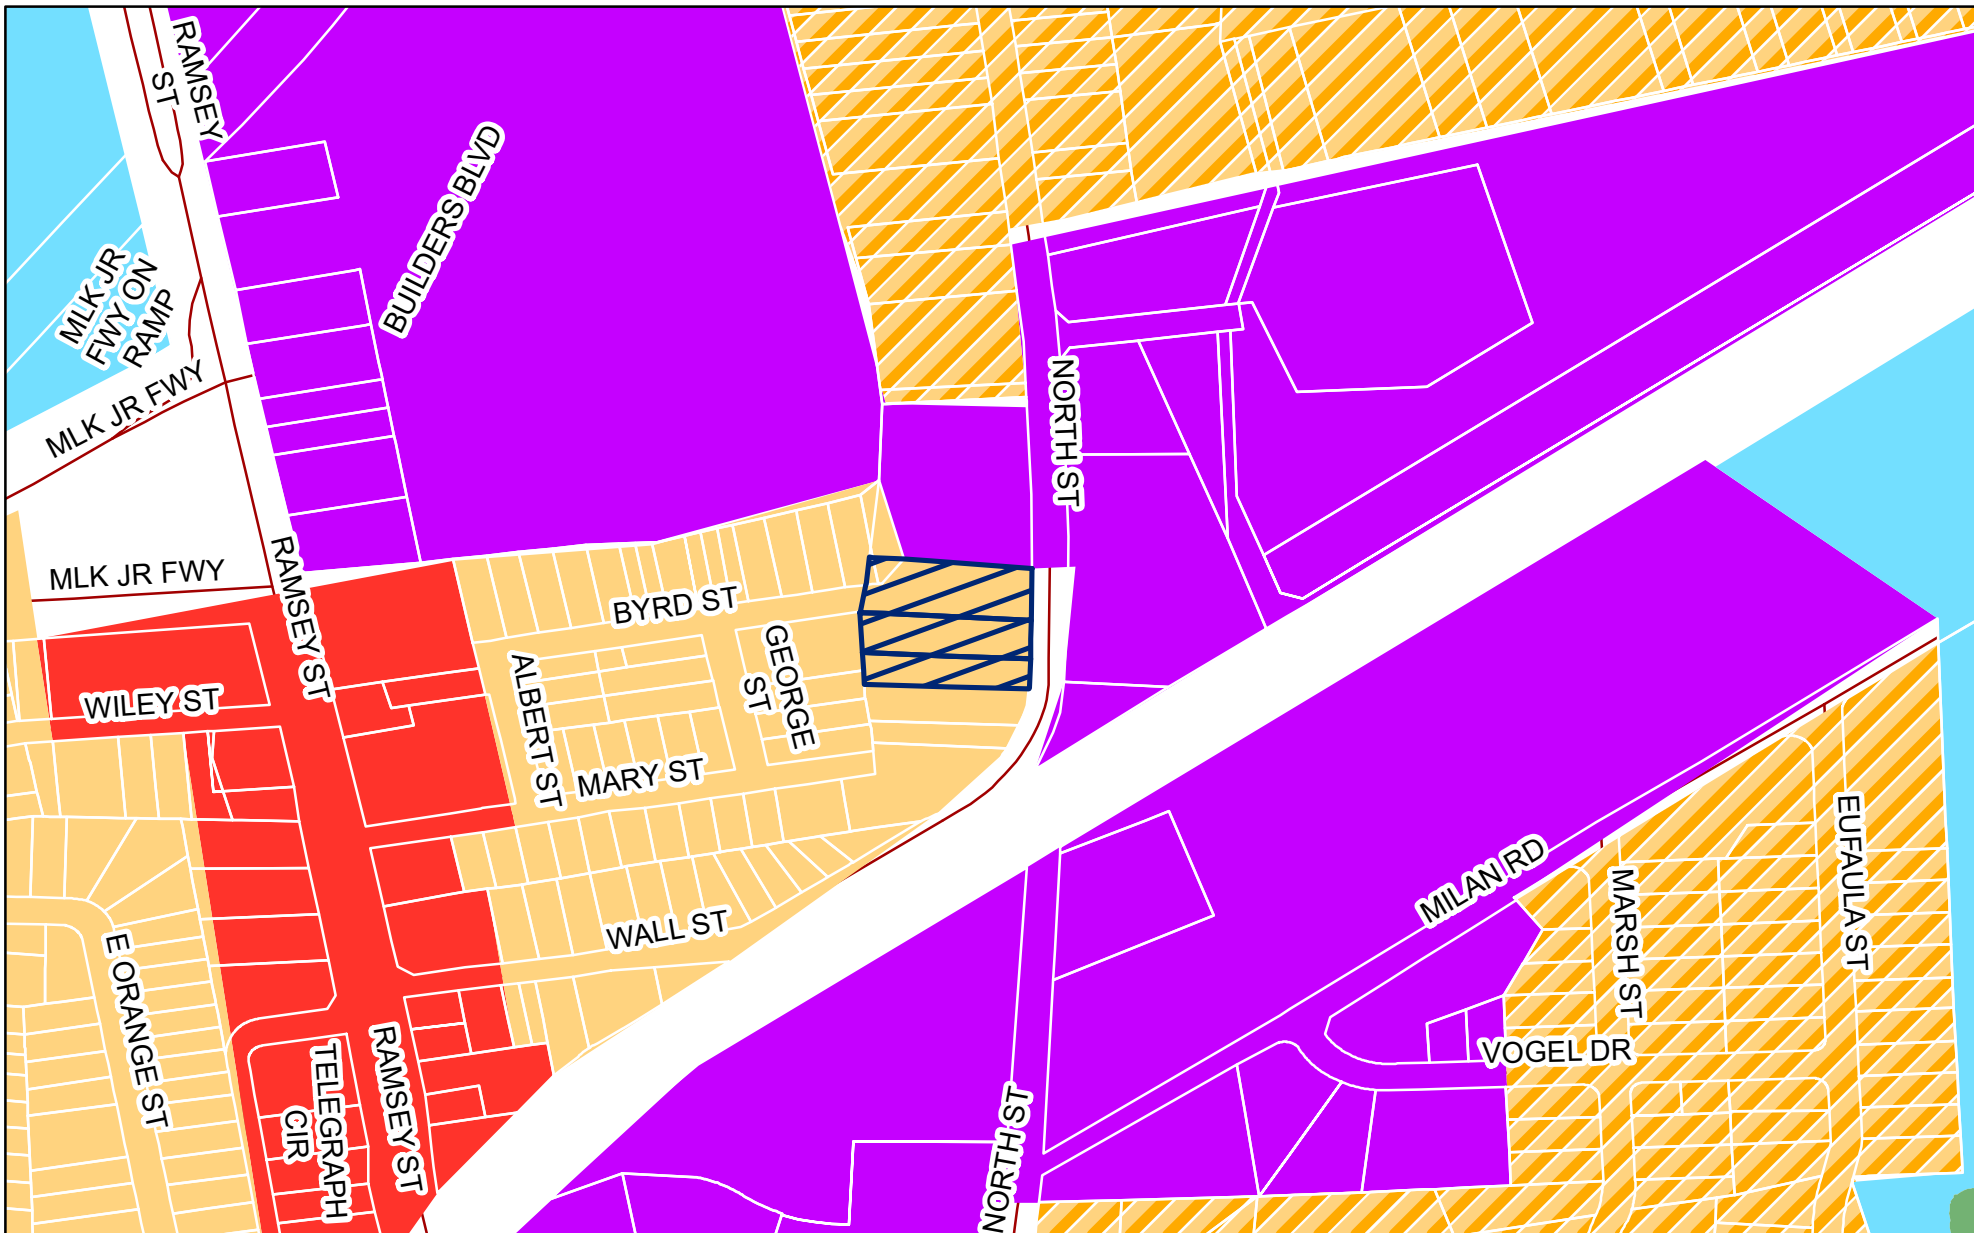 RAMSEY
ST
BUILDERS BLVD
MLK JR
FWY ON
RAMP
MLK JR FWY
NORTH ST
MLK JR FWY
RAMSEY ST
BYRD ST
WILEY ST
ALBERT ST
GEORGE
ST
MARY ST
WALL ST
E ORANGE ST
TELEGRAPH
CIR
RAMSEY ST
NORTH ST
MILAN RD
MARSH ST
EUFAULA ST
VOGEL DR